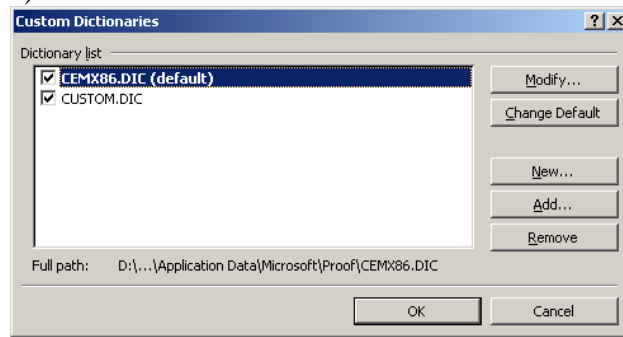 Custom Dictionaries
Dictionary list
CEMX86.DIC (default)
CUSTOM.DIC
Modify...
Change Default
New...
Add...
Remove
Full path: D:\...\Application Data\Microsoft\Proof\CEMX86.DIC
OK Cancel